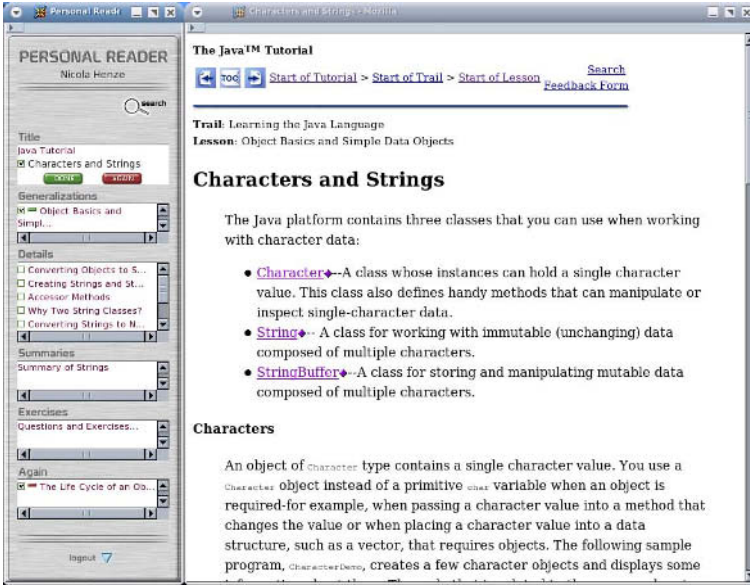 Personal Reade
PERSONAL READER
Nicola Henze
search
Title
Java Tutorial
Characters and Strings
DONE
AGAIN
Generalizations
Object Basics and
Simpl...
Details
Converting Objects to S...
Creating Strings and St...
Accessor Methods
Why Two String Classes?
Converting Strings to N...
Summaries
Summary of Strings
Exercises
Questions and Exercises...
Again
The Life Cycle of an Ob...
logout
Characters and Strings - Mozilla
The Java™ Tutorial
TOC
Start of Tutorial > Start of Trail > Start of Lesson
Search
Feedback Form
Trail: Learning the Java Language
Lesson: Object Basics and Simple Data Objects
Characters and Strings
The Java platform contains three classes that you can use when working
with character data:
● Character◆--A class whose instances can hold a single character
value. This class also defines handy methods that can manipulate or
inspect single-character data.
● String◆-- A class for working with immutable (unchanging) data
composed of multiple characters.
● StringBuffer◆--A class for storing and manipulating mutable data
composed of multiple characters.
Characters
An object of Character type contains a single character value. You use a
Character object instead of a primitive char variable when an object is
required-for example, when passing a character value into a method that
changes the value or when placing a character value into a data
structure, such as a vector, that requires objects. The following sample
program, CharacterDemo, creates a few character objects and displays some